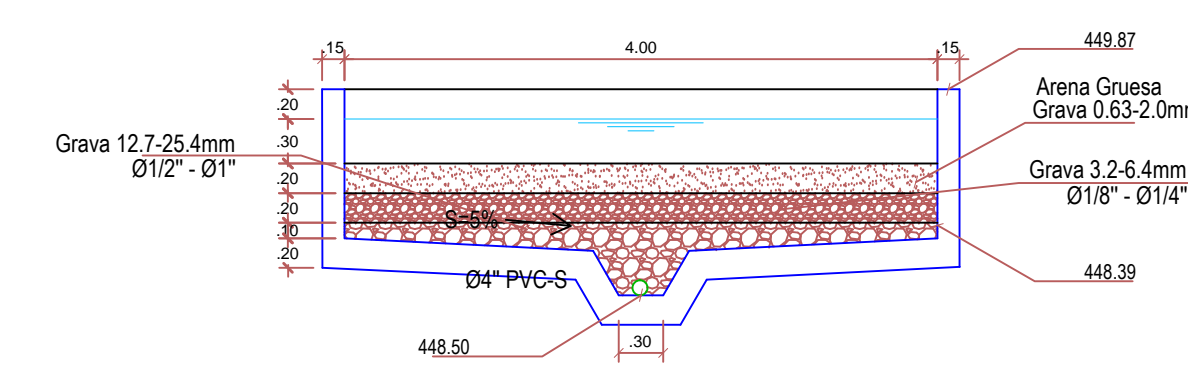 .15
4.00
.15
449.87
.20
.30
.20
.20
.10
.20
Grava 12.7-25.4mm
Ø1/2" - Ø1"
Arena Gruesa
Grava 0.63-2.0m
Grava 3.2-6.4mm
Ø1/8" - Ø1/4"
S=5%
Ø4" PVC-S
448.39
448.50
.30